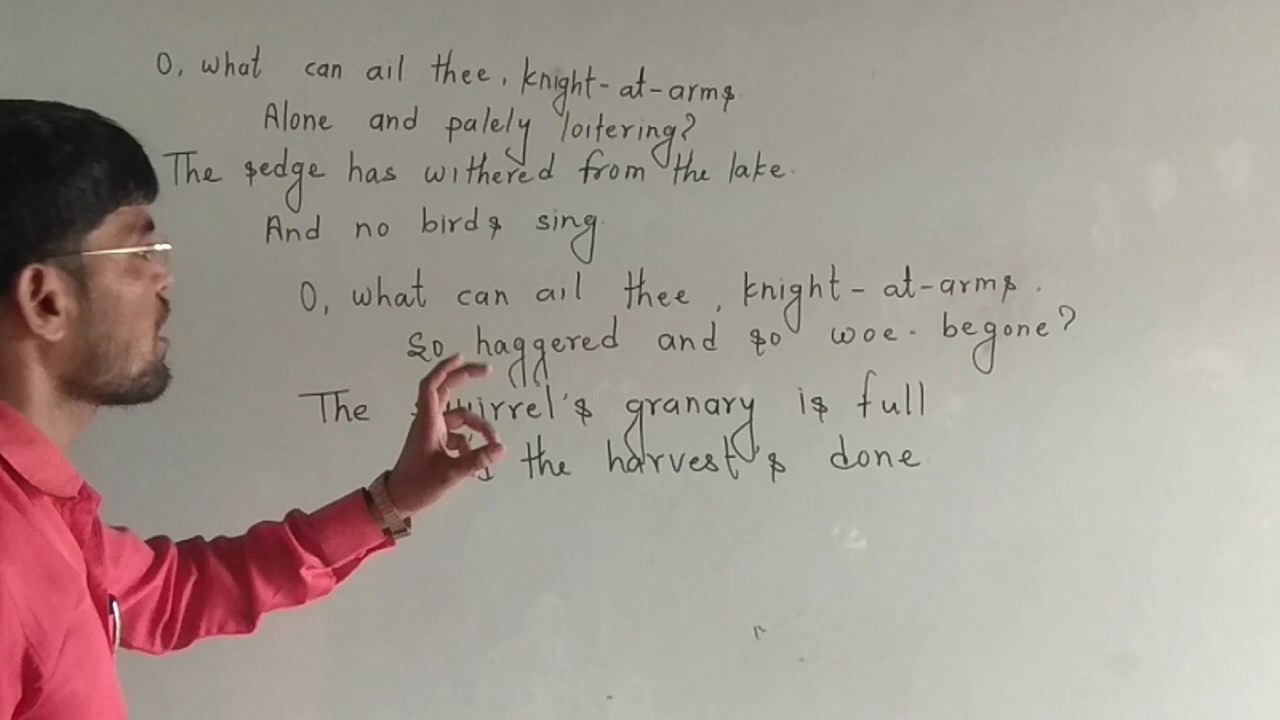 O, what can ail thee, knight-at-arms
Alone and palely loitering?
The sedge has withered from the lake.
And no birds sing.
O, what can ail thee, knight-at-arms.
So haggered and so woe-begone?
The squirrel's granary is full
the harvest's done